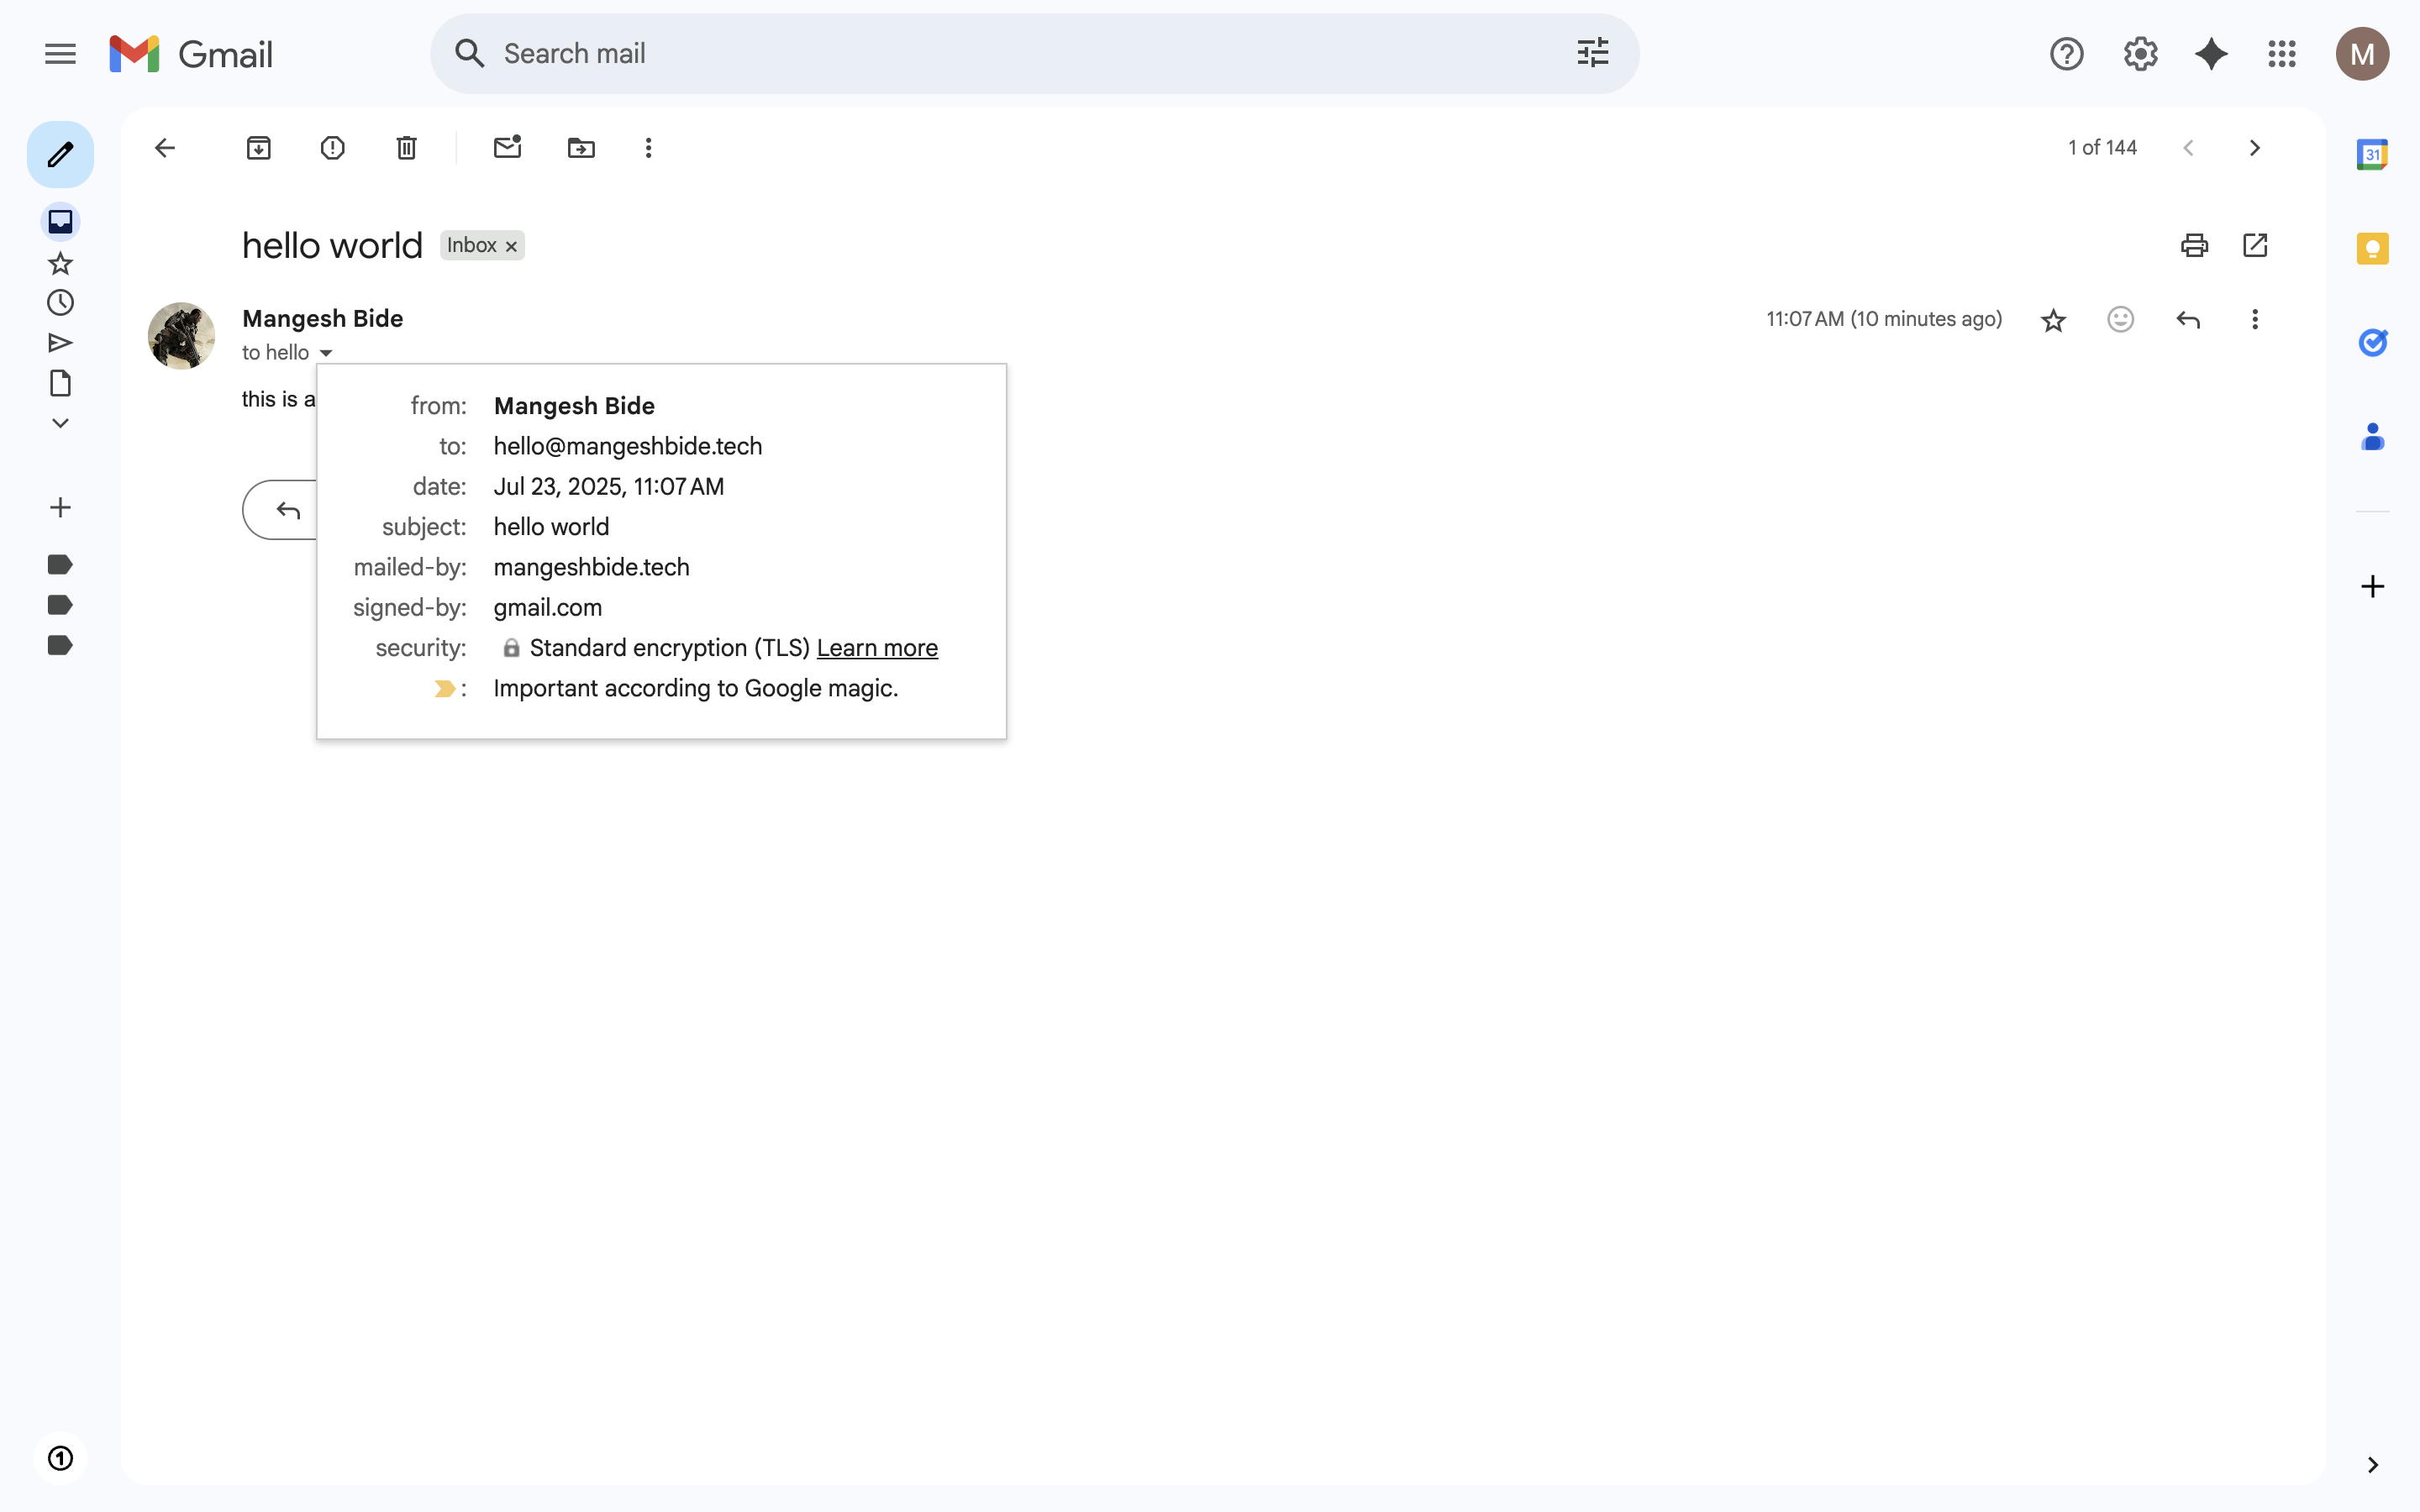 Gmail
Search mail
M
1 of 144
31
hello world Inbox ×
Mangesh Bide
11:07 AM (10 minutes ago)
to hello
this is a
from: Mangesh Bide
to: hello@mangeshbide.tech
date: Jul 23, 2025, 11:07 AM
subject: hello world
mailed-by: mangeshbide.tech
signed-by: gmail.com
security: Standard encryption (TLS) Learn more
: Important according to Google magic.
1